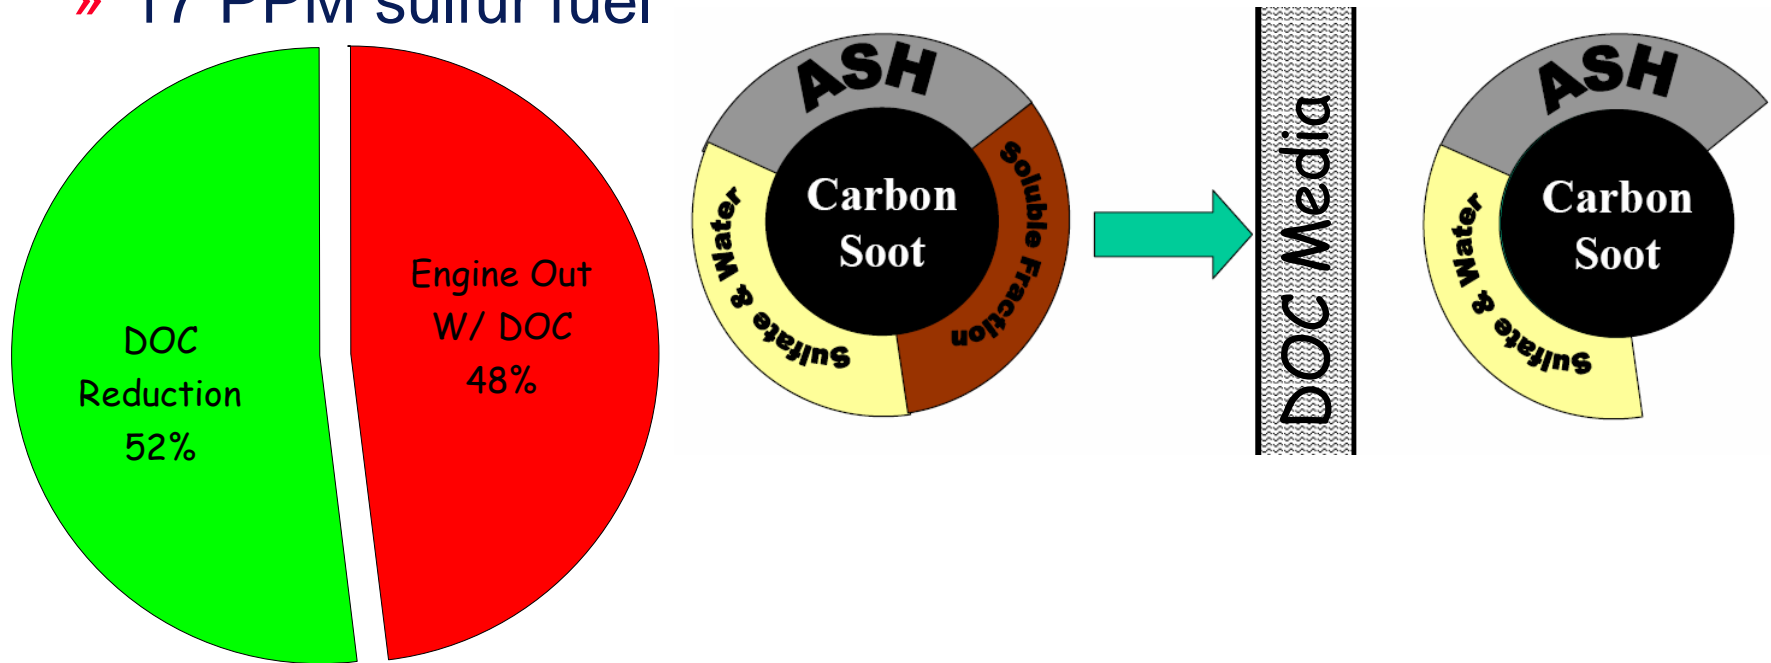 » 17 PPM sulfur fuel
DOC
Reduction
52%
Engine Out
W/ DOC
48%
ASH
Carbon
Soot
Soluble Fraction
Sulfate & Water
DOC Media
ASH
Carbon
Soot
Sulfate & Water